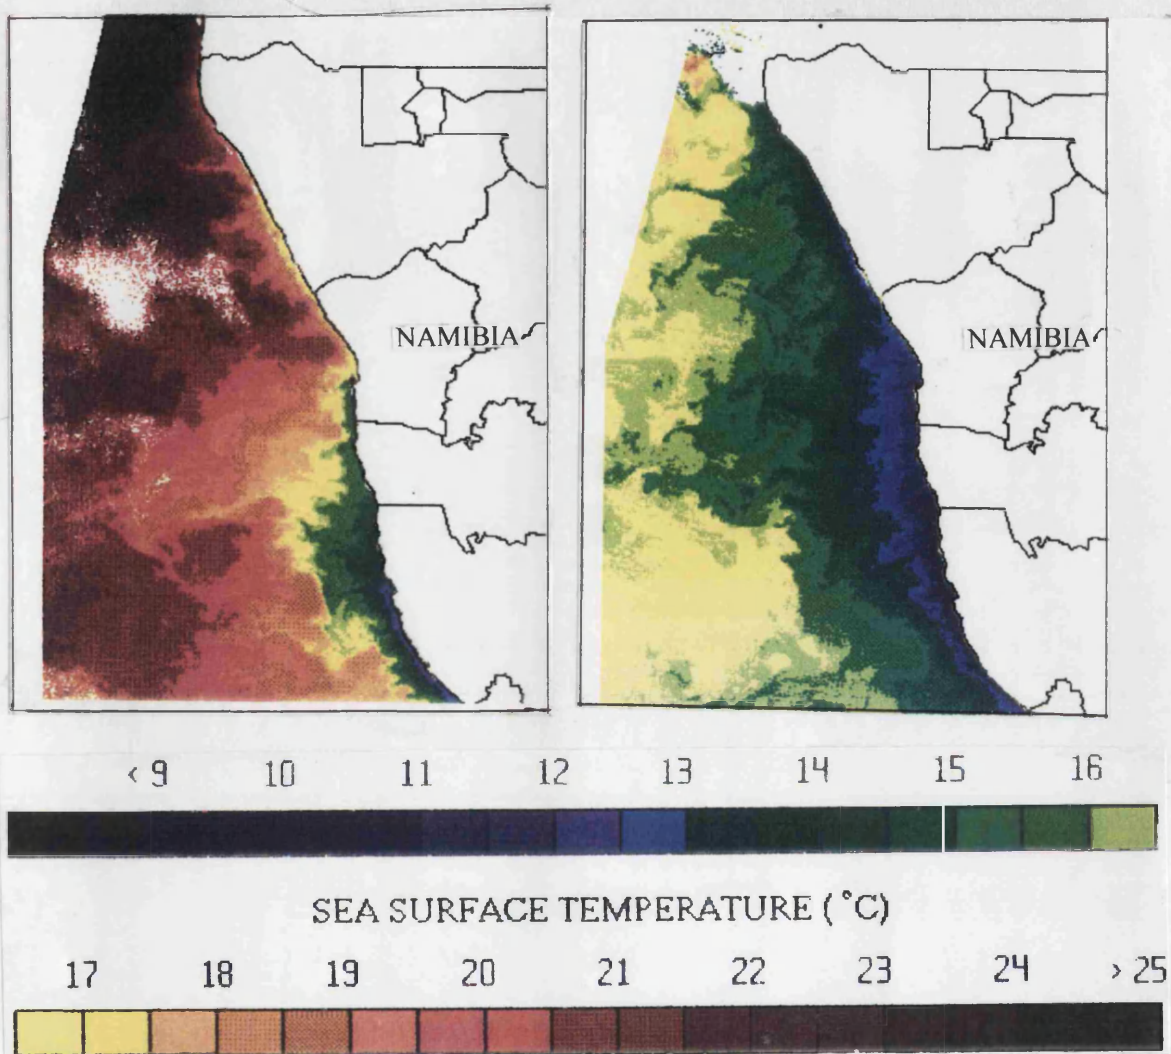 NAMIBIA
NAMIBIA
< 9 10 11 12 13 14 15 16
SEA SURFACE TEMPERATURE (°C)
17 18 19 20 21 22 23 24 > 25